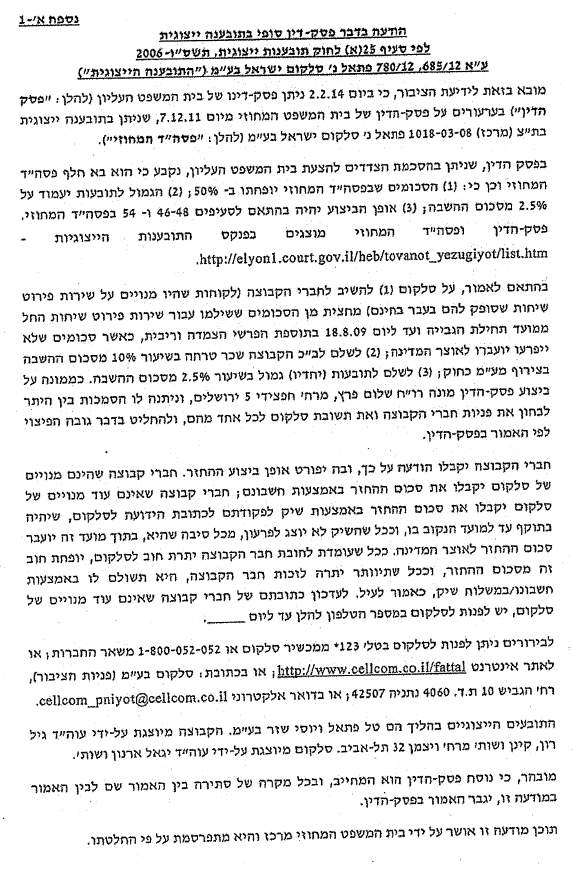 נספח א'- 1
הודעה בדבר פסק-דין סופי בתובענה ייצוגית
לפי סעיף 25(א) לחוק תובענות ייצוגית, תשס"ו- 2006
ע"א 685/12, 780/12 פתאל נ' סלקום ישראל בע"מ ("התובענה הייצוגית")
מובא בזאת לידיעת הציבור, כי ביום 2.2.14 ניתן פסק-דינו של בית המשפט העליון (להלן: "פסק
הדין") בערעורים על פסק-הדין של בית המשפט המחוזי מיום 7.12.11, שניתן בתובענה ייצוגית
בת"צ (מרכז) 1018-03-08 פתאל נ' סלקום ישראל בע"מ (להלן: "פסה"ד המחוזי").
בפסק הדין, שניתן בהסכמת הצדדים להצעת בית המשפט העליון, נקבע כי הוא בא חלף פסה"ד
המחוזי וכן כי: (1) הסכומים שבפסה"ד המחוזי יופחתו ב- 50%; (2) הגמול לתובעות יעמוד על
2.5% מסכום ההשבה; (3) אופן הביצוע יהיה בהתאם לסעיפים 46-48 ו- 54 בפסה"ד המחוזי.
פסק-הדין ופסה"ד המחוזי מוצגים בפנקס התובענות הייצוגיות -
http://elyon1.court.gov.il/heb/tovanot_yezugiyot/list.htm.
בהתאם לאמור, על סלקום (1) להשיב לחברי הקבוצה (לקוחות שהיו מנויים על שירות פירוט
שיחות שסופק להם בעבר בחינם) מחצית מן הסכומים ששילמו עבור שירות פירוט שיחות החל
ממועד תחילת הגבייה ועד ליום 18.8.09 בתוספת הפרשי הצמדה וריבית, כאשר סכומים שלא
ייפרעו יועברו לאוצר המדינה; (2) לשלם לב"כ הקבוצה שכר טרחה בשיעור 10% מסכום ההשבה
בצירוף מע"מ כחוק; (3) לשלם לתובעות (יחדיו) גמול בשיעור 2.5% מסכום ההשבה. כממונה על
ביצוע פסק-הדין מונה רו"ח שלום פרץ, מרח' חפצידי 5 ירושלים, וניתנה לו הסמכות בין היתר
לבחון את פניות חברי הקבוצה ואת תשובת סלקום לכל אחד מהם, ולהחליט בדבר גובה הפיצוי
לפי האמור בפסק-הדין.
חברי הקבוצה יקבלו הודעה על כך, ובה יפורט אופן ביצוע ההחזר. חברי קבוצה שהינם מנויים
של סלקום יקבלו את סכום ההחזר באמצעות חשבונם; חברי קבוצה שאינם עוד מנויים של
סלקום יקבלו את סכום ההחזר באמצעות שיק לפקודתם לכתובת הידועה לסלקום, שיהיה
בתוקף עד למועד הנקוב בו, וככל שהשיק לא יוצג לפרעון, מכל סיבה שהיא, בתוך מועד זה יועבר
סכום ההחזר לאוצר המדינה. ככל שעומדת לחובת חבר הקבוצה יתרת חוב לסלקום, יופחת חוב
זה מסכום ההחזר, וככל שתיוותר יתרה לזכות חבר הקבוצה, היא תשולם לו באמצעות
חשבונו/במשלוח שיק, כאמור לעיל. לעדכון כתובתם של חברי קבוצה שאינם עוד מנויים של
סלקום, יש לפנות לסלקום במספר הטלפון להלן עד ליום ______.
לבירורים ניתן לפנות לסלקום בטל' 123* ממכשיר סלקום או 1-800-052-052 משאר החברות; או
לאתר אינטרנט http://www.cellcom.co.il/fattal; או בכתובת: סלקום בע"מ (פניות הציבור),
רח' הגביש 10 ת.ד. 4060 נתניה 42507; או בדואר אלקטרוני cellcom_pniyot@cellcom.co.il.
התובעים הייצוגיים בהליך הם טל פתאל ויוסי שזר בע"מ. הקבוצה מיוצגת על-ידי עוה"ד גיל
רון, קינן ושות' מרח' ויצמן 32 תל-אביב. סלקום מיוצגת על-ידי עוה"ד יגאל ארנון ושות'.
מובהר, כי נוסח פסק-הדין הוא המחייב, ובכל מקרה של סתירה בין האמור שם לבין האמור
במודעה זו, יגבר האמור בפסק-הדין.
תוכן מודעה זו אושר על ידי בית המשפט המחוזי מרכז והיא מתפרסמת על פי החלטתו.